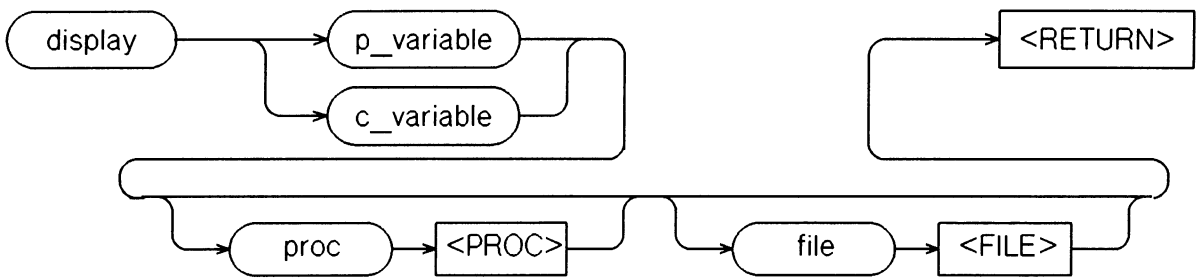 display p_variable <RETURN>
c_variable
proc <PROC> file <FILE>